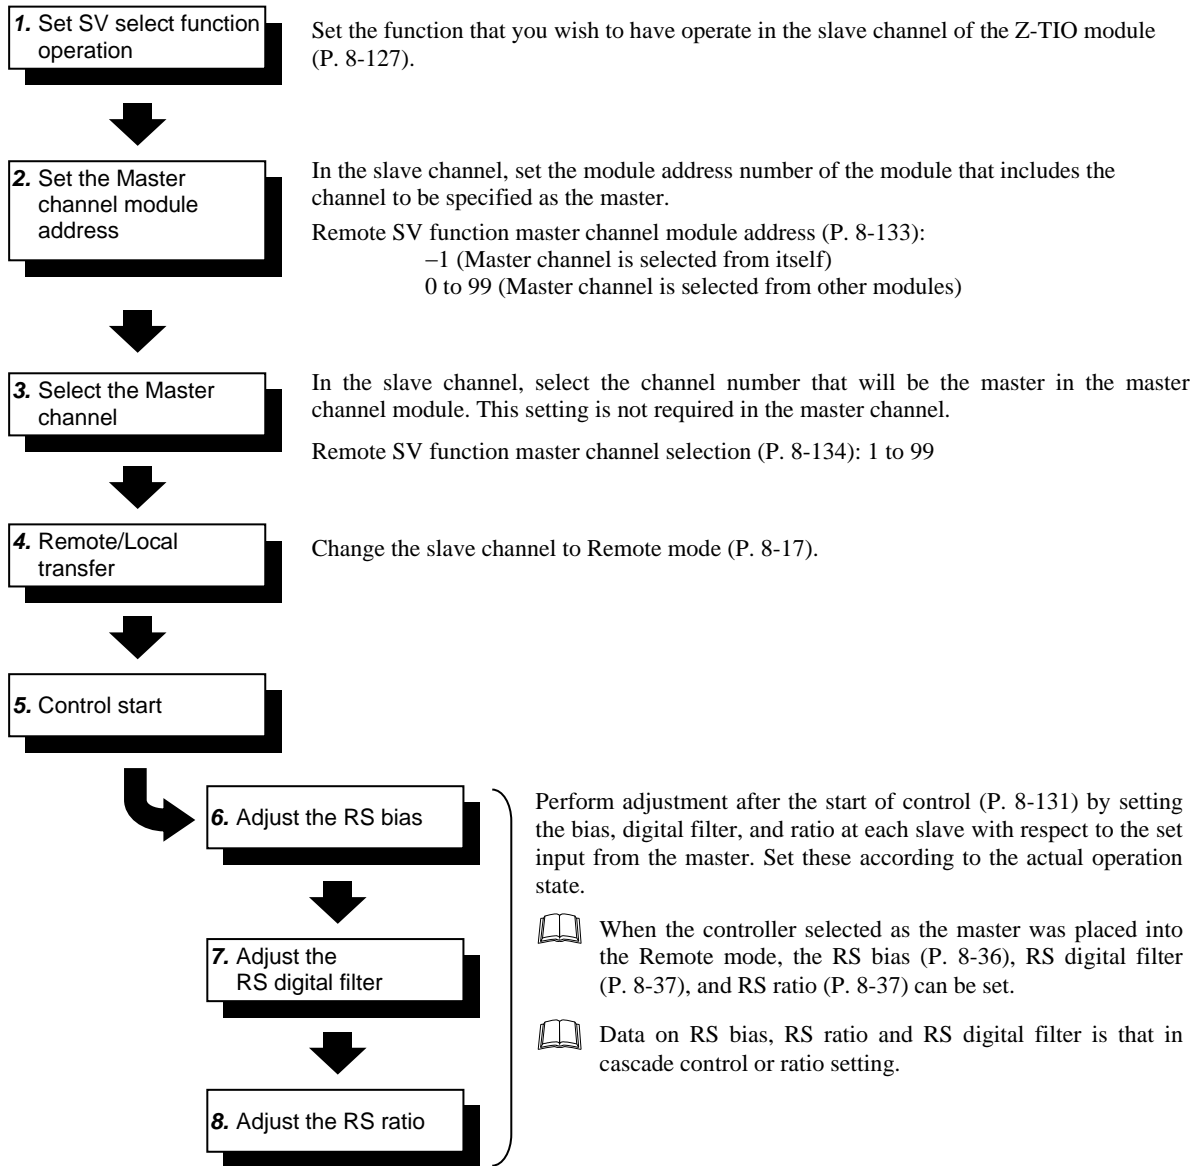 1. Set SV select function
operation
Set the function that you wish to have operate in the slave channel of the Z-TIO module
(P. 8-127).
2. Set the Master
channel module
address
In the slave channel, set the module address number of the module that includes the
channel to be specified as the master.
Remote SV function master channel module address (P. 8-133):
−1 (Master channel is selected from itself)
0 to 99 (Master channel is selected from other modules)
3. Select the Master
channel
In the slave channel, select the channel number that will be the master in the master
channel module. This setting is not required in the master channel.
Remote SV function master channel selection (P. 8-134): 1 to 99
4. Remote/Local
transfer
Change the slave channel to Remote mode (P. 8-17).
5. Control start
6. Adjust the RS bias
7. Adjust the
RS digital filter
8. Adjust the RS ratio
Perform adjustment after the start of control (P. 8-131) by setting
the bias, digital filter, and ratio at each slave with respect to the set
input from the master. Set these according to the actual operation
state.
When the controller selected as the master was placed into
the Remote mode, the RS bias (P. 8-36), RS digital filter
(P. 8-37), and RS ratio (P. 8-37) can be set.
Data on RS bias, RS ratio and RS digital filter is that in
cascade control or ratio setting.